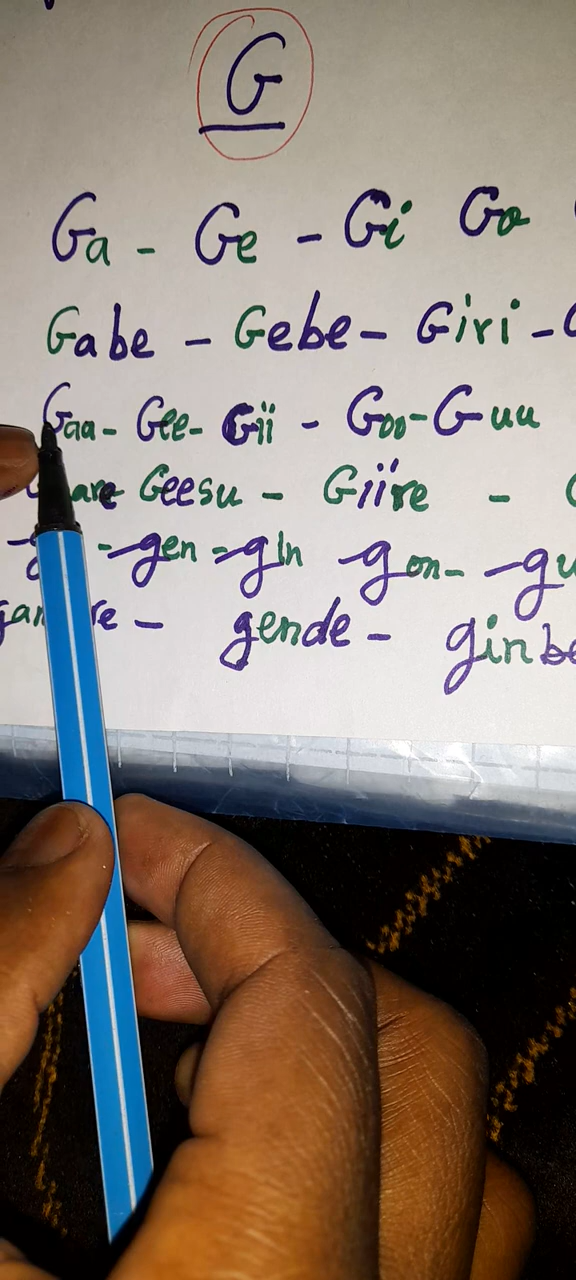 G
Ga - Ge - Gi Go
Gabe - Gebe - Giri -
Gaa - Gee - Gii - Goo - Guu
Geesu - Giire -
- -gen - -gin -gon - -gu
- gende - ginbe